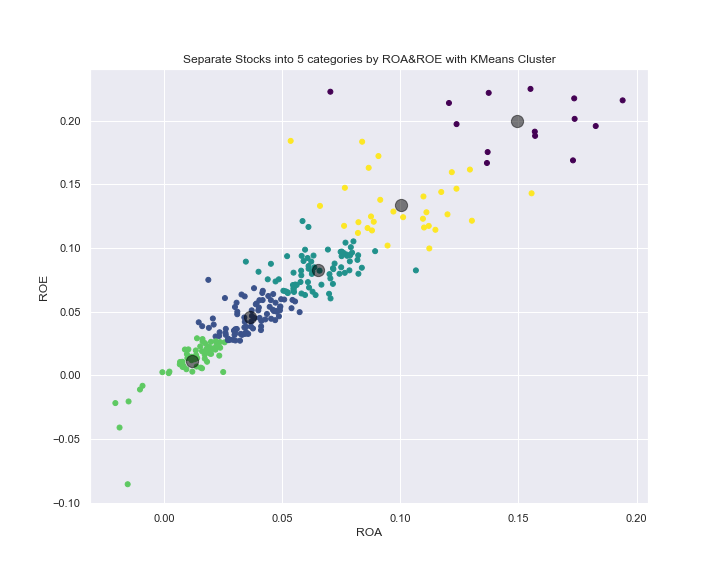 Separate Stocks into 5 categories by ROA&ROE with KMeans Cluster
0.20
0.15
0.10
0.05
0.00
−0.05
−0.10
ROE
0.00 0.05 0.10 0.15 0.20
ROA